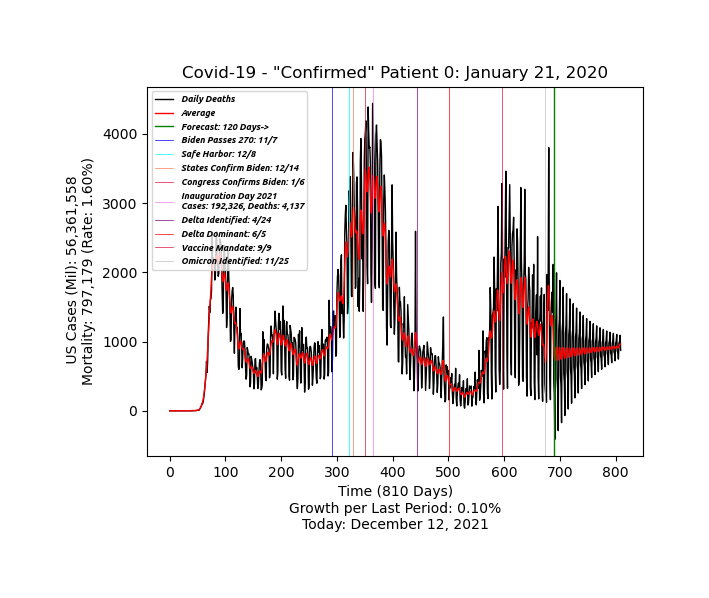 Covid-19 - "Confirmed" Patient 0: January 21, 2020
Daily Deaths
Average
Forecast: 120 Days->
Biden Passes 270: 11/7
Safe Harbor: 12/8
States Confirm Biden: 12/14
Congress Confirms Biden: 1/6
Inauguration Day 2021
Cases: 192,326, Deaths: 4,137
Delta Identified: 4/24
Delta Dominant: 6/5
Vaccine Mandate: 9/9
Omicron Identified: 11/25
US Cases (Mil): 56,361,558
Mortality: 797,179 (Rate: 1.60%)
4000
3000
2000
1000
0
0 100 200 300 400 500 600 700 800
Time (810 Days)
Growth per Last Period: 0.10%
Today: December 12, 2021